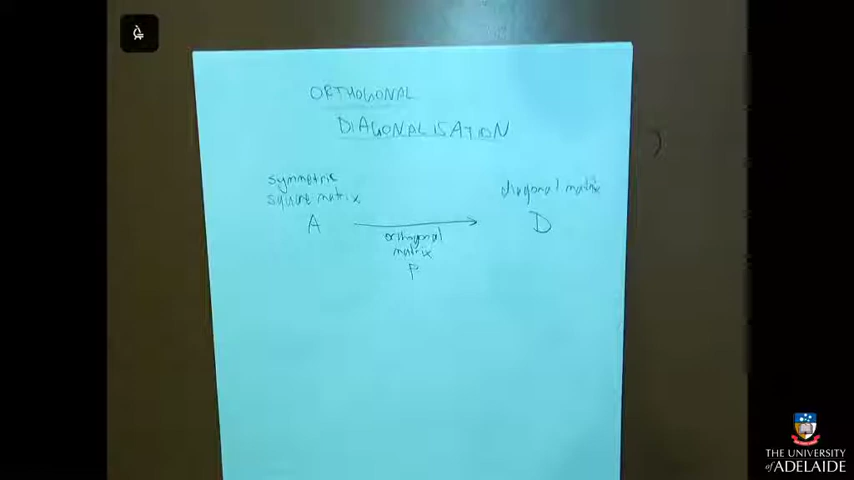 ORTHOGONAL
DIAGONALISATION
symmetric
square matrix
A
orthogonal
matrix
P
diagonal matrix
D
THE UNIVERSITY
of ADELAIDE